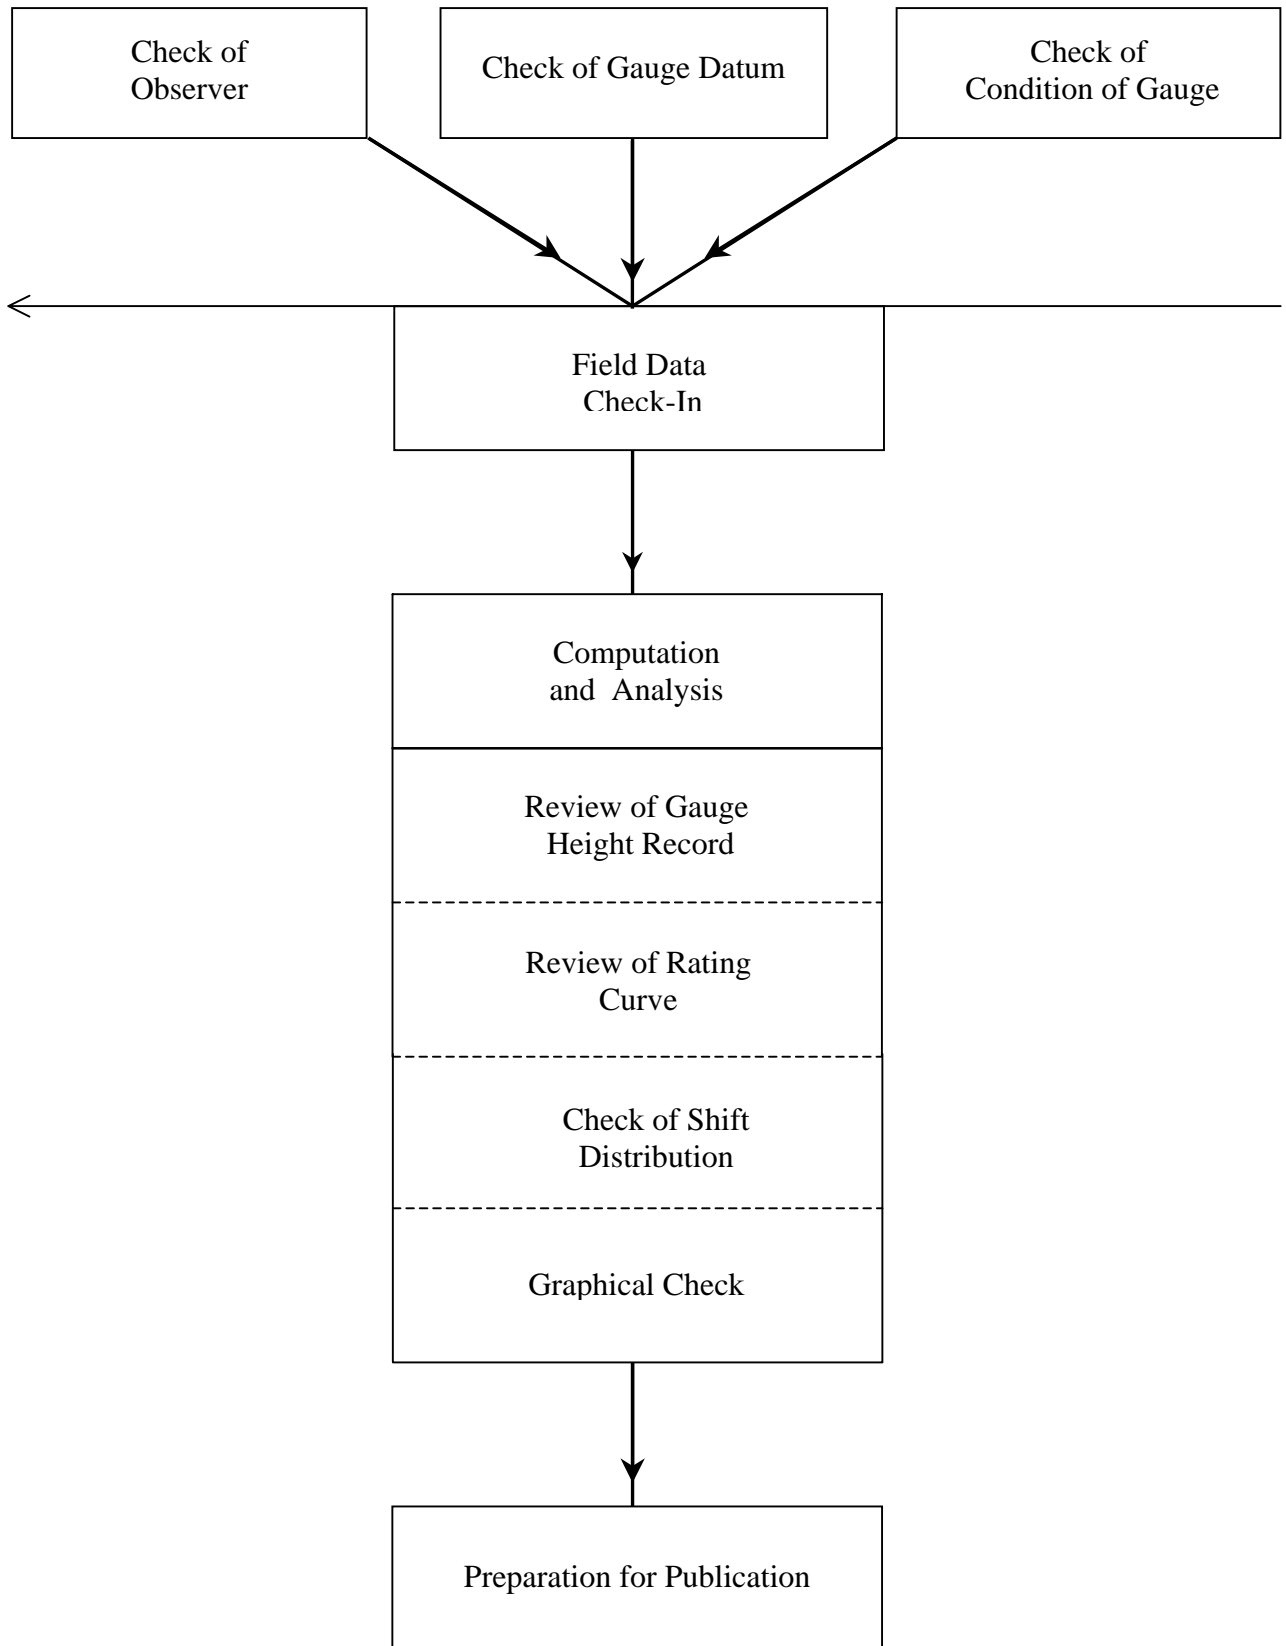 Check of
Observer
Check of Gauge Datum
Check of
Condition of Gauge
Field Data
Check-In
Computation
and Analysis
Review of Gauge
Height Record
Review of Rating
Curve
Check of Shift
Distribution
Graphical Check
Preparation for Publication